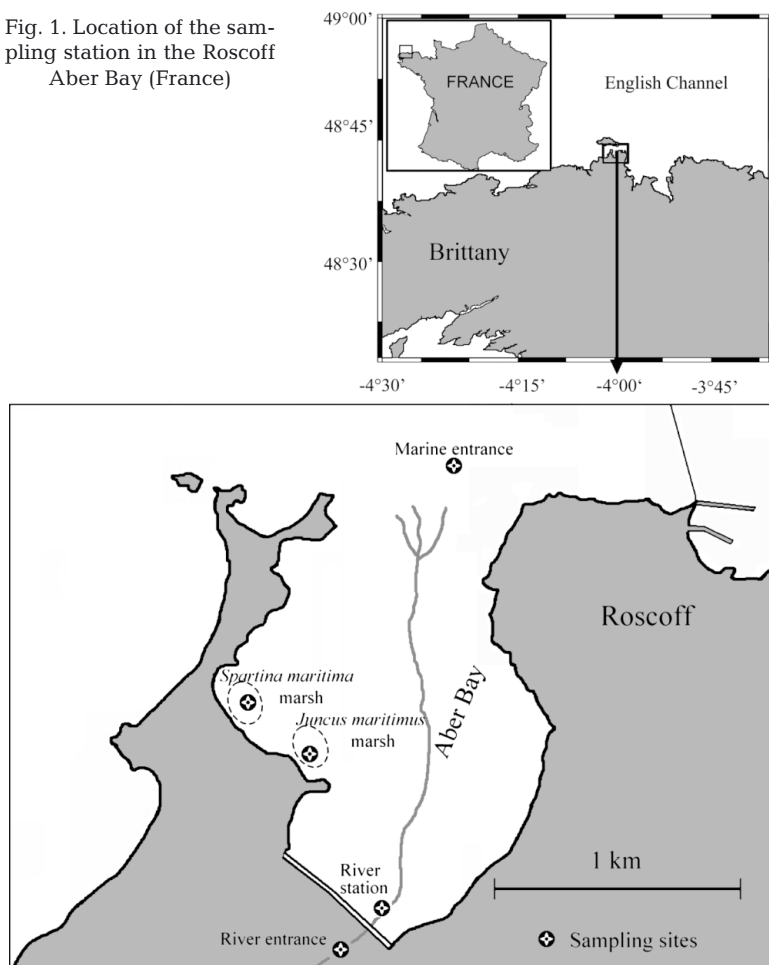 Fig. 1. Location of the sam-
pling station in the Roscoff
Aber Bay (France)
49°00’
FRANCE
English Channel
48°45’
Brittany
48°30’
-4°30’ -4°15’ -4°00‘ -3°45’
Marine entrance
Roscoff
Spartina maritima
marsh
Juncus maritimus
marsh
Aber Bay
1 km
River
station
River entrance
Sampling sites